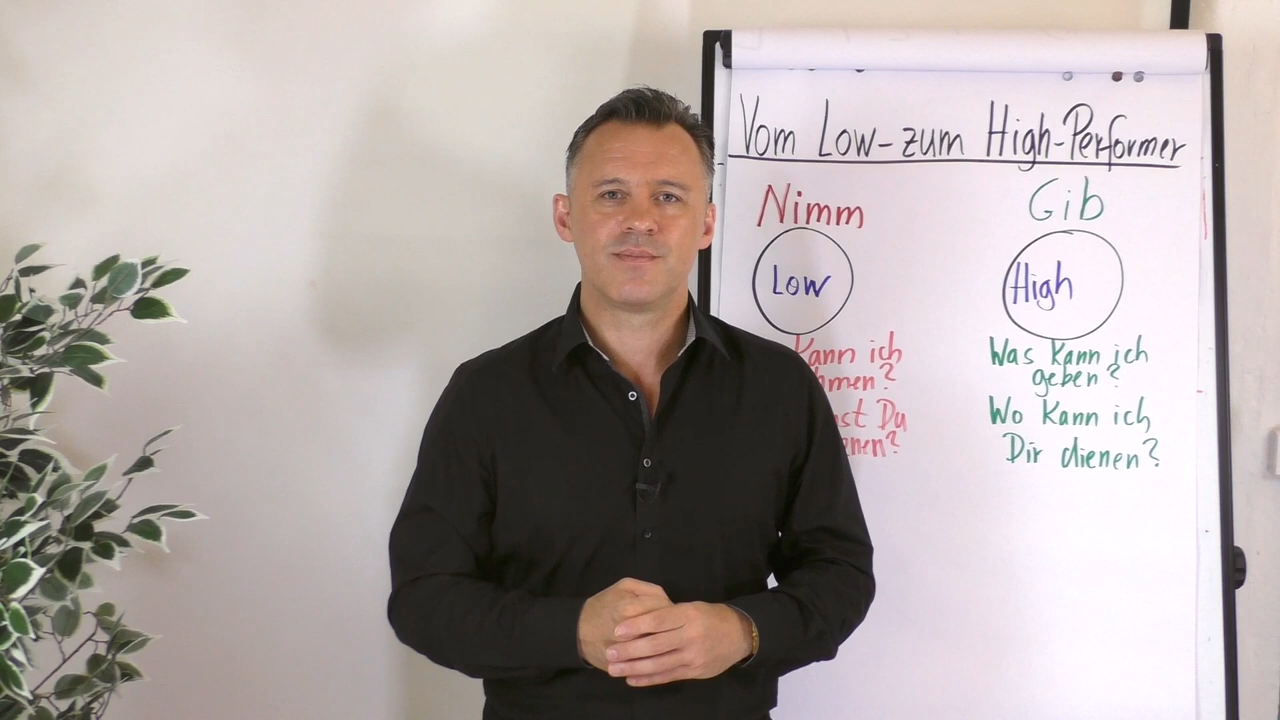 Vom Low-zum High-Performer
Nimm
Low
Kann ich
Du
Gib
High
Was kann ich
geben?
Wo kann ich
Dir dienen?